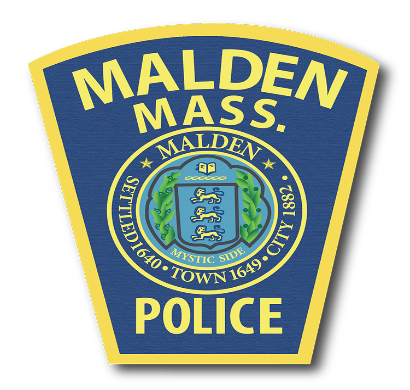 MALDEN
MASS.
MALDEN
SETTLED 1640 • TOWN 1649 • CITY 1882 •
MYSTIC SIDE
POLICE